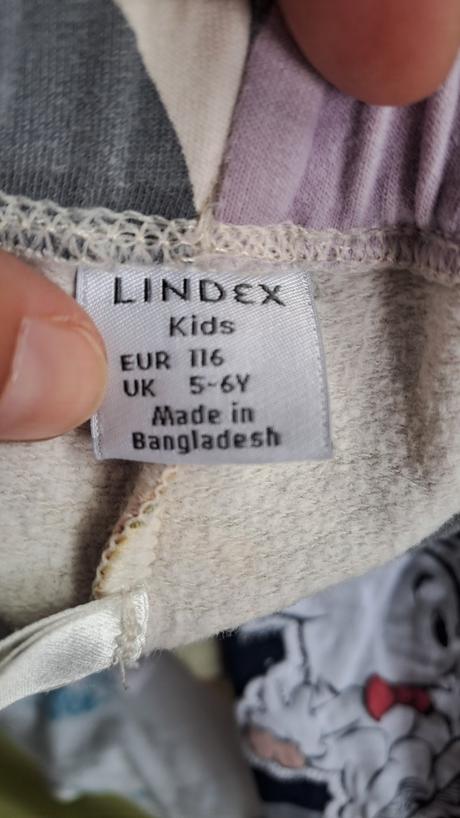 LINDEX
Kids
EUR 116
UK 5-6Y
Made in
Bangladesh